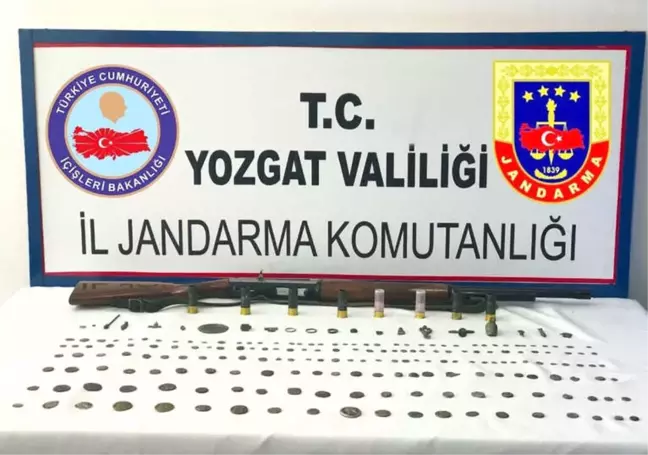 TÜRKİYE CUMHURİYETİ
İÇİŞLERİ BAKANLIĞI
T.C.
YOZGAT VALİLİĞİ
İL JANDARMA KOMUTANLIĞI
1839
JANDARMA